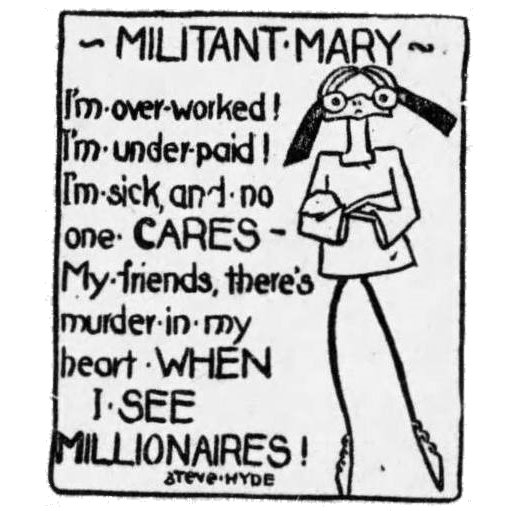 ~ MILITANT·MARY ~
I'm·over-worked!
I'm·under-paid!
I'm·sick, and·no
one·CARES -
My·friends, there's
murder·in·my
heart·WHEN
I·SEE
MILLIONAIRES!
STeVe·HYDE